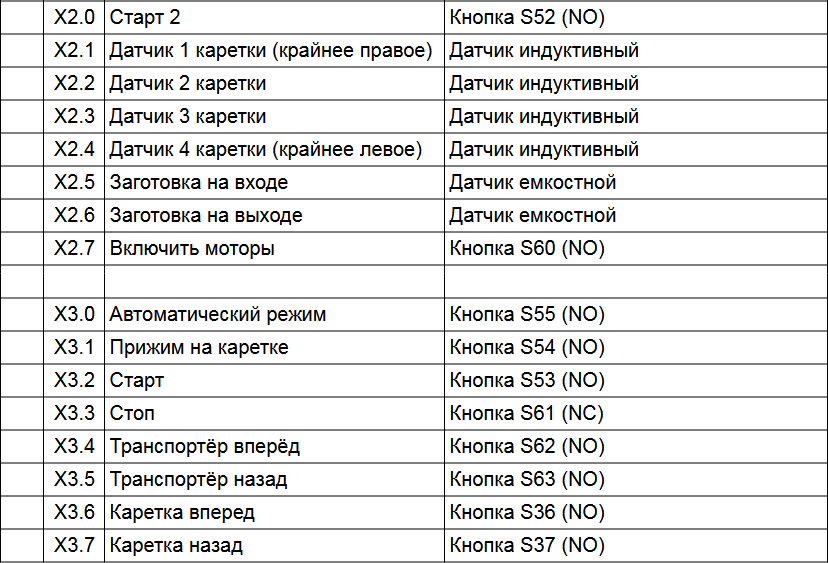 X2.0 Старт 2 Кнопка S52 (NO)
X2.1 Датчик 1 каретки (крайнее правое) Датчик индуктивный
X2.2 Датчик 2 каретки Датчик индуктивный
X2.3 Датчик 3 каретки Датчик индуктивный
X2.4 Датчик 4 каретки (крайнее левое) Датчик индуктивный
X2.5 Заготовка на входе Датчик емкостной
X2.6 Заготовка на выходе Датчик емкостной
X2.7 Включить моторы Кнопка S60 (NO)
X3.0 Автоматический режим Кнопка S55 (NO)
X3.1 Прижим на каретке Кнопка S54 (NO)
X3.2 Старт Кнопка S53 (NO)
X3.3 Стоп Кнопка S61 (NC)
X3.4 Транспортёр вперёд Кнопка S62 (NO)
X3.5 Транспортёр назад Кнопка S63 (NO)
X3.6 Каретка вперед Кнопка S36 (NO)
X3.7 Каретка назад Кнопка S37 (NO)